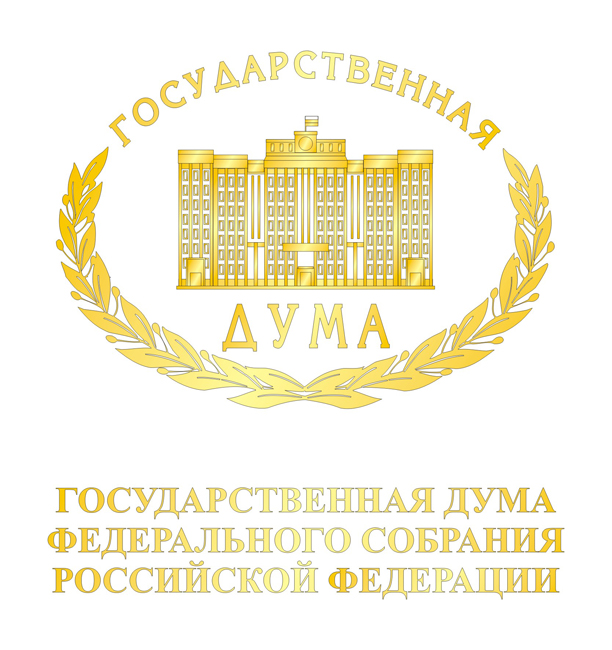 ГОСУДАРСТВЕННАЯ
ДУМА
ГОСУДАРСТВЕННАЯ ДУМА
ФЕДЕРАЛЬНОГО СОБРАНИЯ
РОССИЙСКОЙ ФЕДЕРАЦИИ